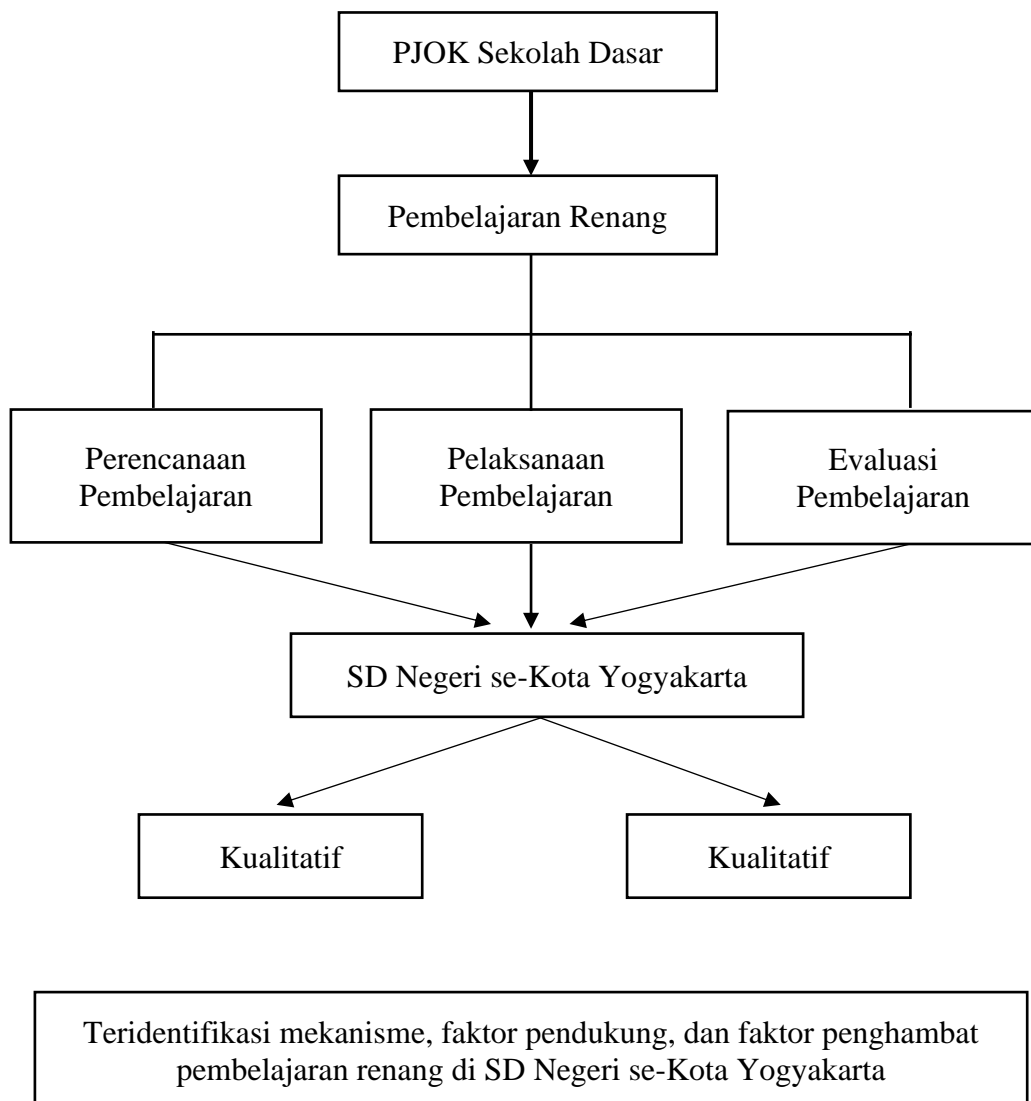 PJOK Sekolah Dasar
Pembelajaran Renang
Perencanaan
Pembelajaran
Pelaksanaan
Pembelajaran
Evaluasi
Pembelajaran
SD Negeri se-Kota Yogyakarta
Kualitatif
Kualitatif
Teridentifikasi mekanisme, faktor pendukung, dan faktor penghambat
pembelajaran renang di SD Negeri se-Kota Yogyakarta